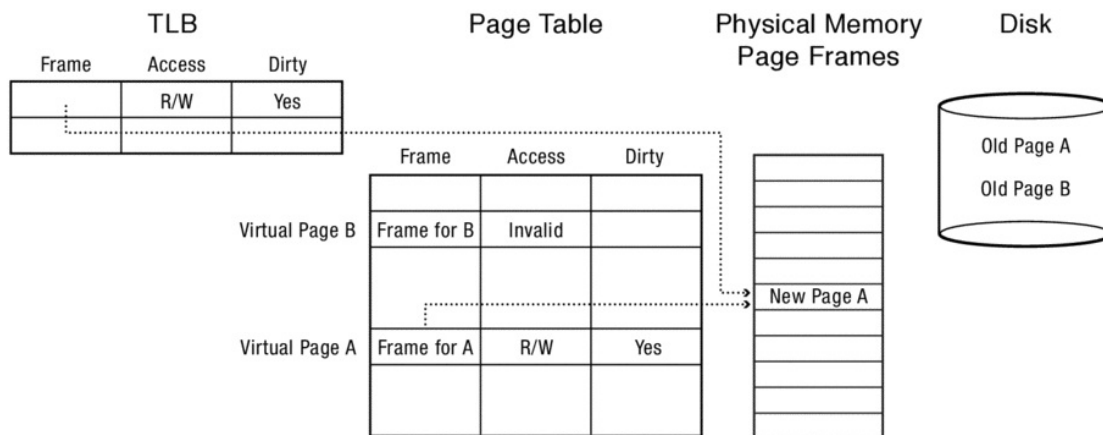 TLB
Page Table
Physical Memory
Page Frames
Disk
Frame Access Dirty
R/W Yes
Frame Access Dirty
Virtual Page B Frame for B Invalid
Virtual Page A Frame for A R/W Yes
New Page A
Old Page A
Old Page B